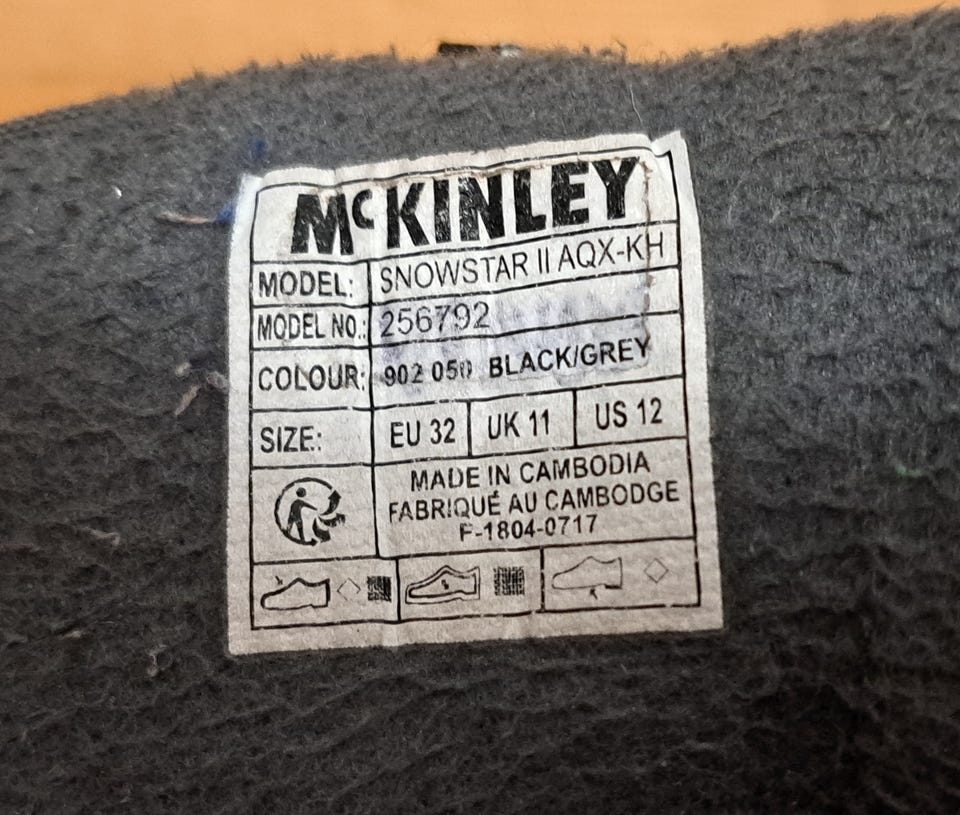 McKINLEY
MODEL: SNOWSTAR II AQX-KH
MODEL NO.: 256792
COLOUR: 902 050 BLACK/GREY
SIZE: EU 32 UK 11 US 12
MADE IN CAMBODIA
FABRIQUÉ AU CAMBODGE
F-1804-0717